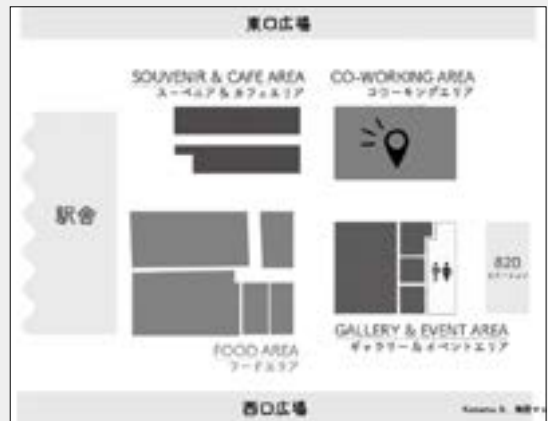 東口広場
SOUVENIR & CAFE AREA
スーベニア & カフェエリア
CO-WORKING AREA
コワーキングエリア
駅舎
820
FOOD AREA
フードエリア
GALLERY & EVENT AREA
ギャラリー & イベントエリア
西口広場